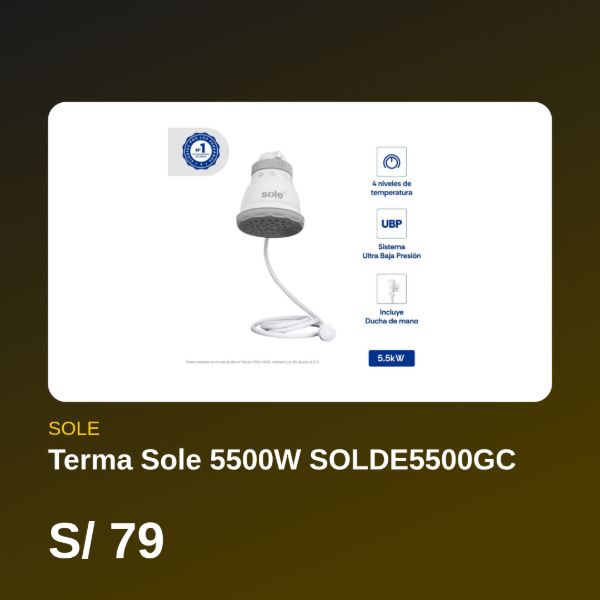 Nº1
sole
4 niveles de
temperatura
UBP
Sistema
Ultra Baja Presión
Incluye
Ducha de mano
5.5kW
SOLE
Terma Sole 5500W SOLDE5500GC
S/ 79